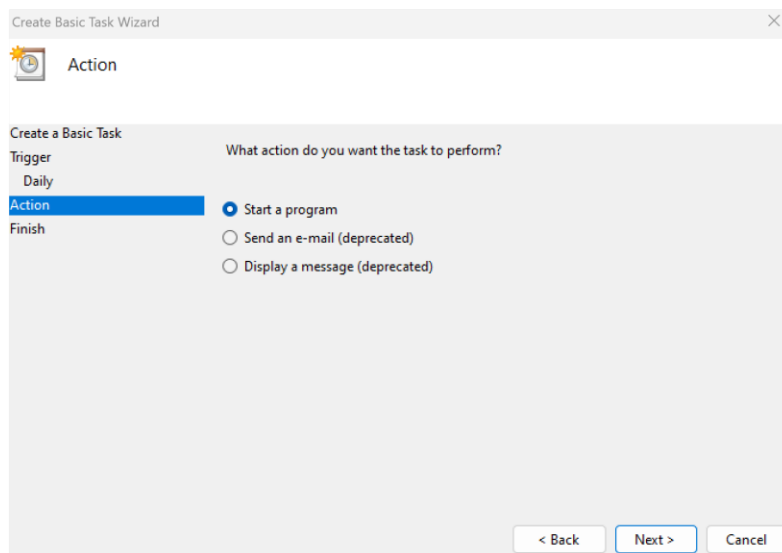 Create Basic Task Wizard
Action
Create a Basic Task
Trigger
Daily
Action
Finish
What action do you want the task to perform?
Start a program
Send an e-mail (deprecated)
Display a message (deprecated)
< Back
Next >
Cancel